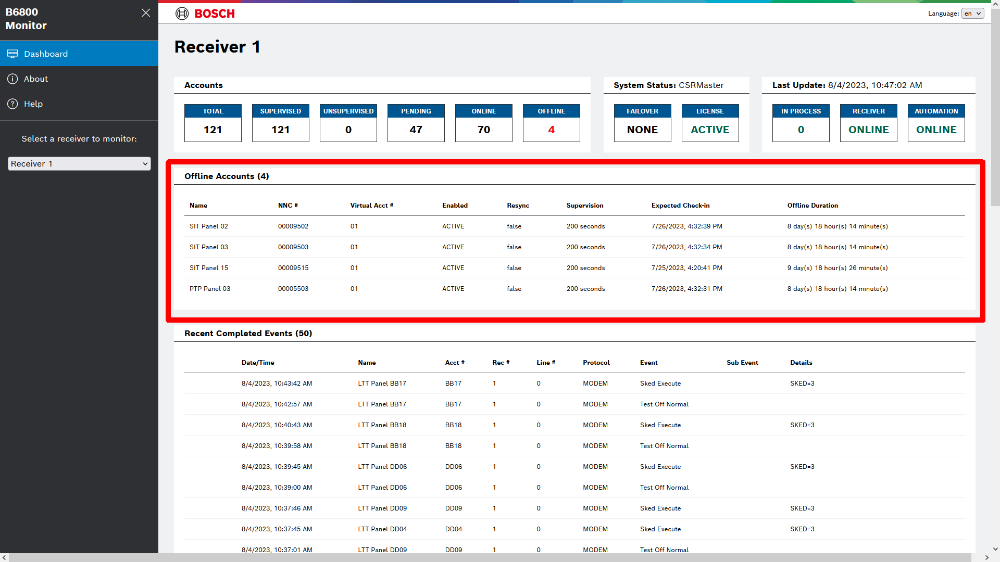 B6800
Monitor
Dashboard
About
Help
Select a receiver to monitor:
Receiver 1
BOSCH
Language: en
Receiver 1
Accounts
TOTAL SUPERVISED UNSUPERVISED PENDING ONLINE OFFLINE
121 121 0 47 70 4
System Status: CSRMaster
FAILOVER LICENSE
NONE ACTIVE
Last Update: 8/4/2023, 10:47:02 AM
IN PROCESS RECEIVER AUTOMATION
0 ONLINE ONLINE
Offline Accounts (4)
Name NNC # Virtual Acct # Enabled Resync Supervision Expected Check-in Offline Duration
SIT Panel 02 00009502 01 ACTIVE false 200 seconds 7/26/2023, 4:32:39 PM 8 day(s) 18 hour(s) 14 minute(s)
SIT Panel 03 00009503 01 ACTIVE false 200 seconds 7/26/2023, 4:32:34 PM 8 day(s) 18 hour(s) 14 minute(s)
SIT Panel 15 00009515 01 ACTIVE false 200 seconds 7/25/2023, 4:20:41 PM 9 day(s) 18 hour(s) 26 minute(s)
PTP Panel 03 00005503 01 ACTIVE false 200 seconds 7/26/2023, 4:32:31 PM 8 day(s) 18 hour(s) 14 minute(s)
Recent Completed Events (50)
Date/Time Name Acct # Rec # Line # Protocol Event Sub Event Details
8/4/2023, 10:43:42 AM LTT Panel BB17 BB17 1 0 MODEM Sked Execute SKED=3
8/4/2023, 10:42:57 AM LTT Panel BB17 BB17 1 0 MODEM Test Off Normal
8/4/2023, 10:40:43 AM LTT Panel BB18 BB18 1 0 MODEM Sked Execute SKED=3
8/4/2023, 10:39:58 AM LTT Panel BB18 BB18 1 0 MODEM Test Off Normal
8/4/2023, 10:39:45 AM LTT Panel DD06 DD06 1 0 MODEM Sked Execute SKED=3
8/4/2023, 10:39:00 AM LTT Panel DD06 DD06 1 0 MODEM Test Off Normal
8/4/2023, 10:37:46 AM LTT Panel DD09 DD09 1 0 MODEM Sked Execute SKED=3
8/4/2023, 10:37:45 AM LTT Panel DD04 DD04 1 0 MODEM Sked Execute SKED=3
8/4/2023, 10:37:01 AM LTT Panel DD09 DD09 1 0 MODEM Test Off Normal